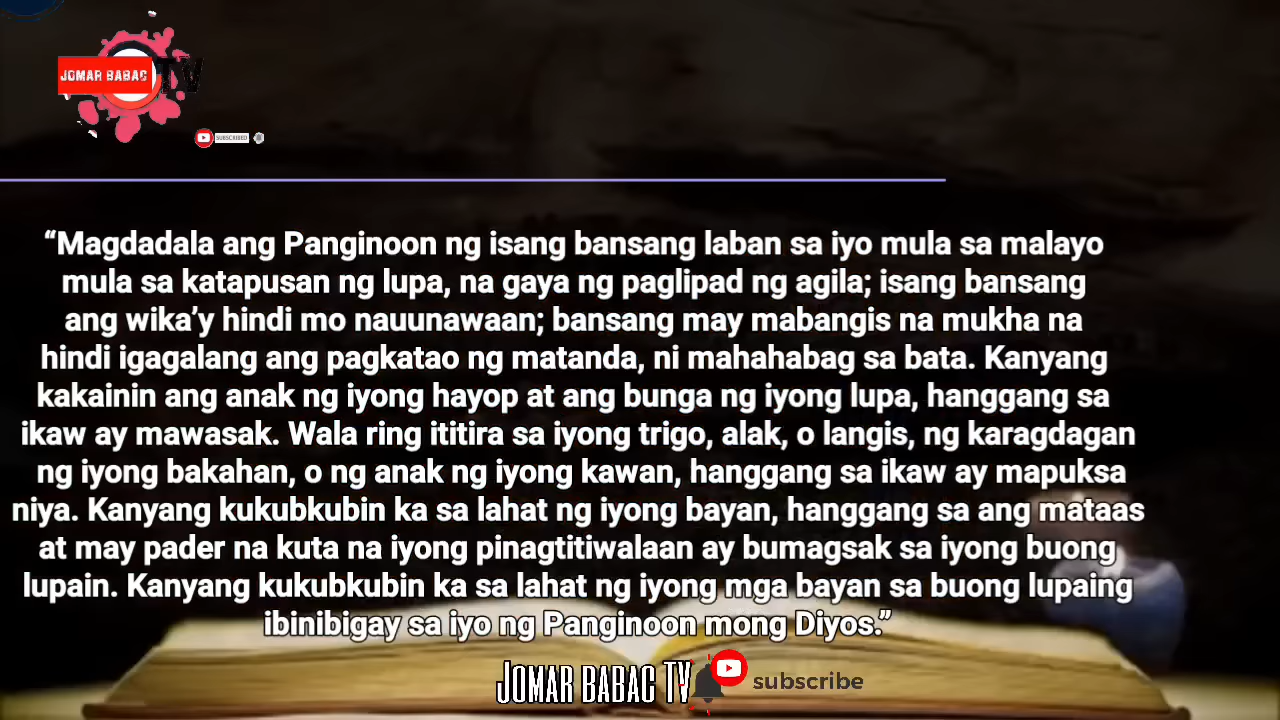 JOMAR BABAC TV
SUBSCRIBED
“Magdadala ang Panginoon ng isang bansang laban sa iyo mula sa malayo
mula sa katapusan ng lupa, na gaya ng paglipad ng agila; isang bansang
ang wika’y hindi mo nauunawaan; bansang may mabangis na mukha na
hindi igagalang ang pagkatao ng matanda, ni mahahabag sa bata. Kanyang
kakainin ang anak ng iyong hayop at ang bunga ng iyong lupa, hanggang sa
ikaw ay mawasak. Wala ring ititira sa iyong trigo, alak, o langis, ng karagdagan
ng iyong bakahan, o ng anak ng iyong kawan, hanggang sa ikaw ay mapuksa
niya. Kanyang kukubkubin ka sa lahat ng iyong bayan, hanggang sa ang mataas
at may pader na kuta na iyong pinagtitiwalaan ay bumagsak sa iyong buong
lupain. Kanyang kukubkubin ka sa lahat ng iyong mga bayan sa buong lupaing
ibinibigay sa iyo ng Panginoon mong Diyos.”
JOMAR BABAC TV subscribe